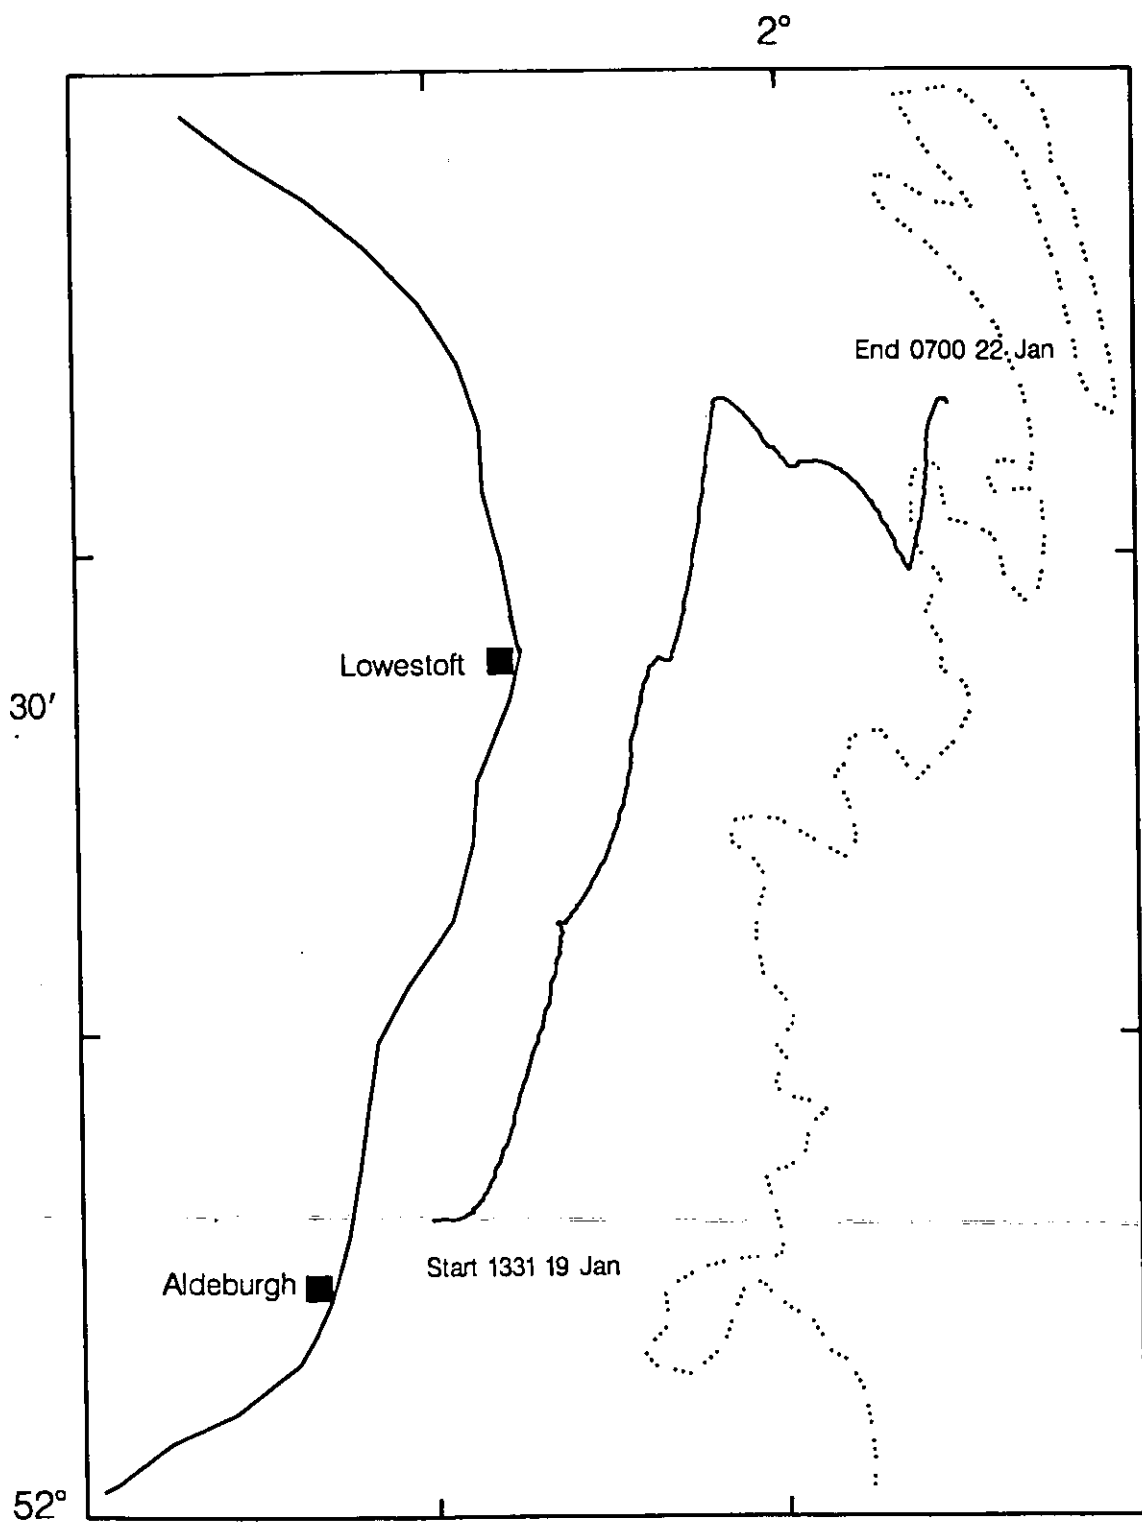 2°
End 0700 22 Jan
Lowestoft
30′
Start 1331 19 Jan
Aldeburgh
52°